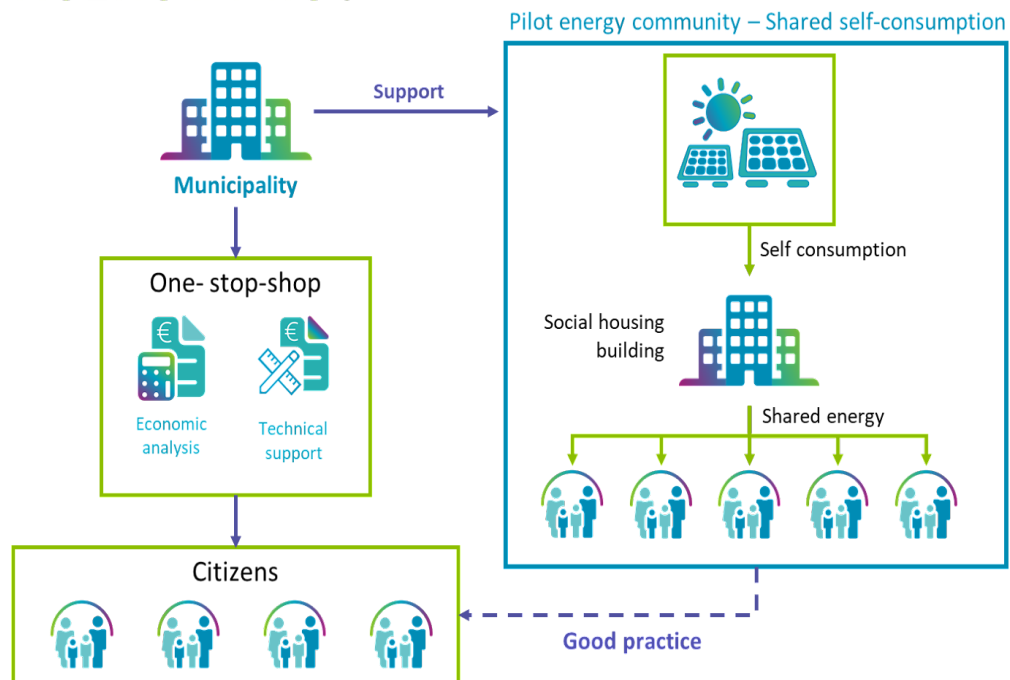 Pilot energy community – Shared self-consumption
Support
Municipality
One- stop-shop
€
€
Economic
analysis
Technical
support
Citizens
Self consumption
Social housing
building
Shared energy
Good practice